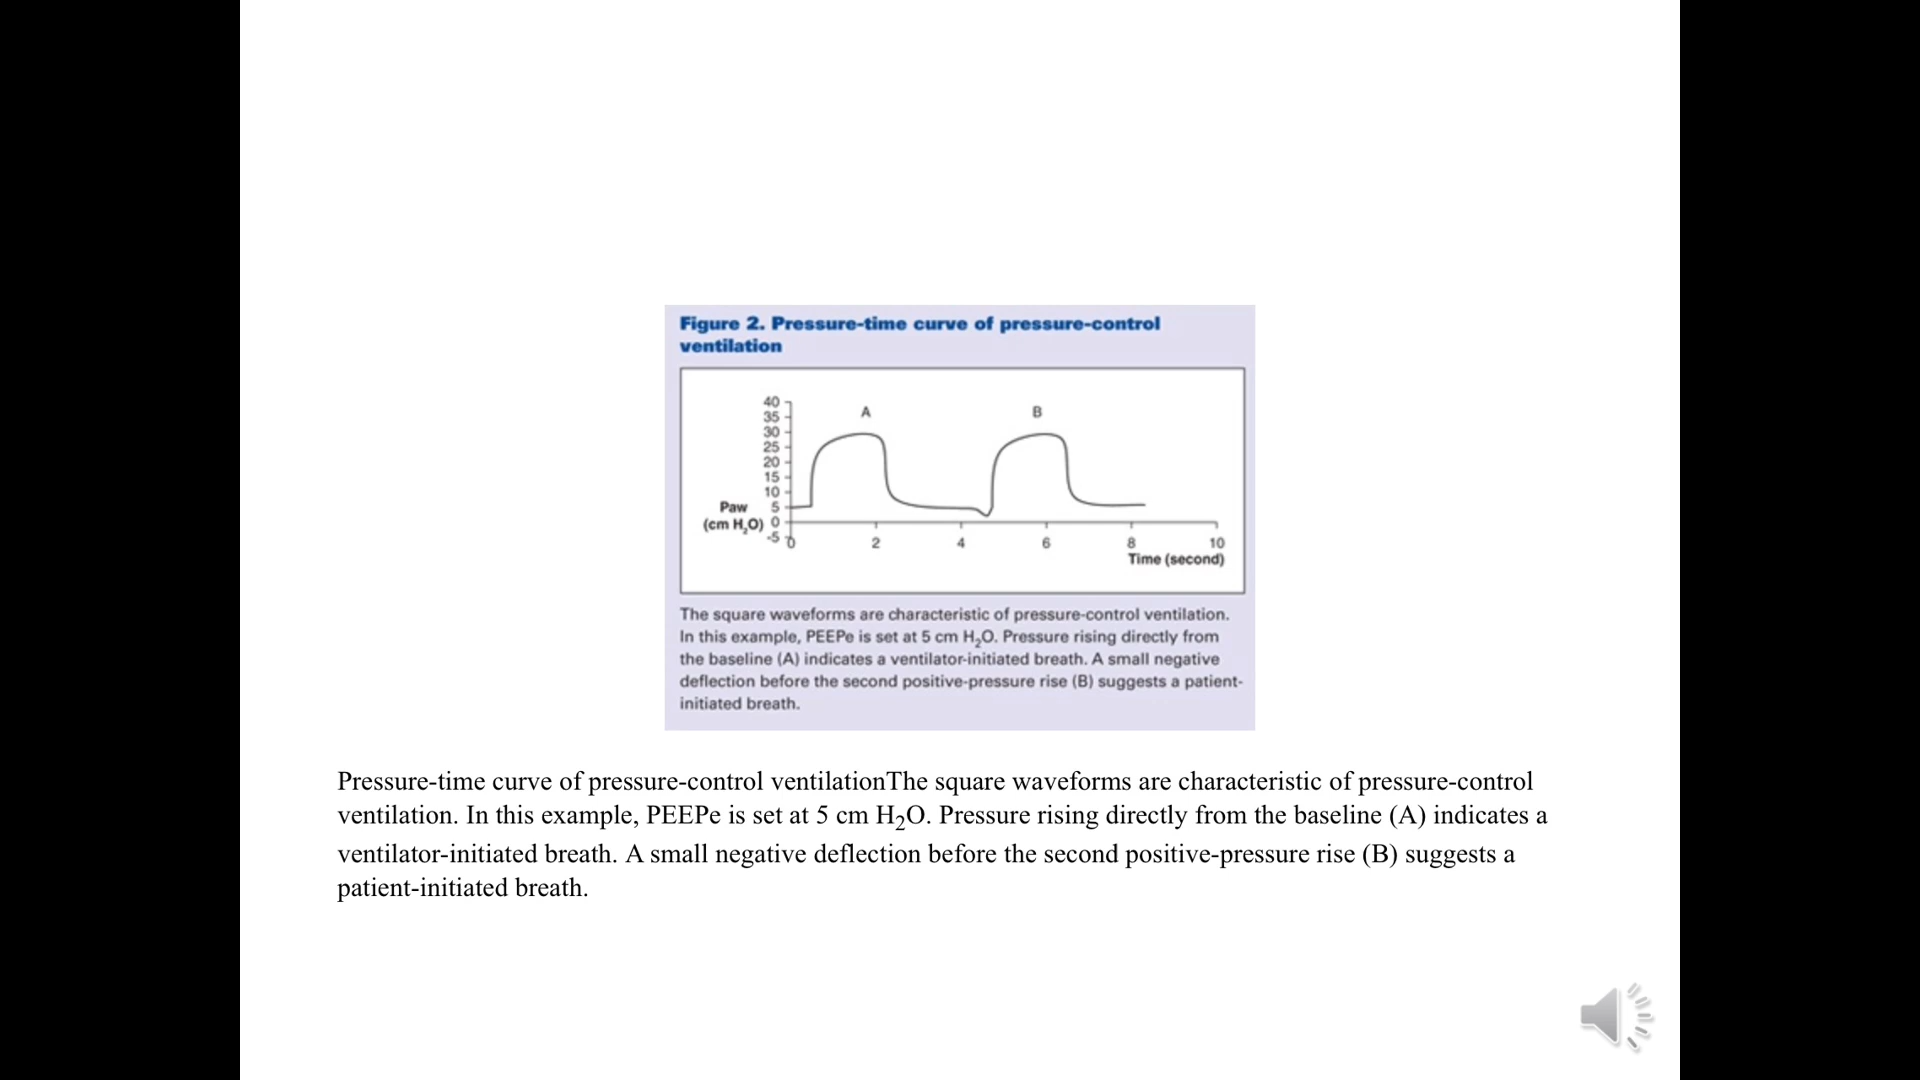 Figure 2. Pressure-time curve of pressure-control
ventilation
40
35
30
25
20
15
10
5
0
-5
Paw
(cm H₂O)
A
B
0 2 4 6 8 10
Time (second)
The square waveforms are characteristic of pressure-control ventilation.
In this example, PEEPe is set at 5 cm H₂O. Pressure rising directly from
the baseline (A) indicates a ventilator-initiated breath. A small negative
deflection before the second positive-pressure rise (B) suggests a patient-
initiated breath.
Pressure-time curve of pressure-control ventilationThe square waveforms are characteristic of pressure-control
ventilation. In this example, PEEPe is set at 5 cm H₂O. Pressure rising directly from the baseline (A) indicates a
ventilator-initiated breath. A small negative deflection before the second positive-pressure rise (B) suggests a
patient-initiated breath.